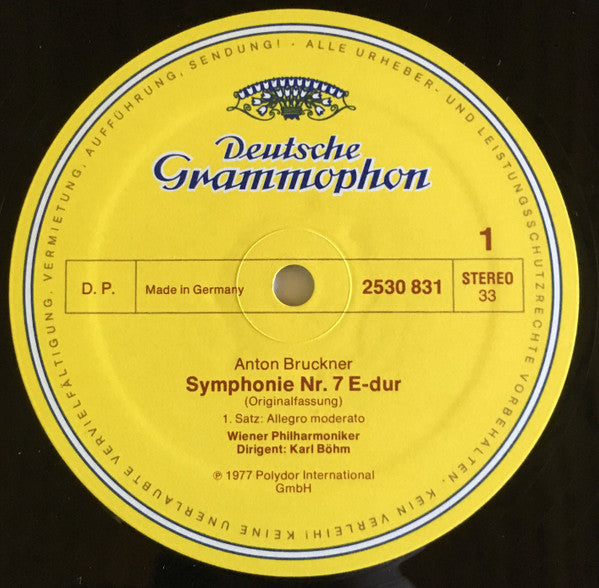 ALLE URHEBER- UND LEISTUNGSSCHUTZRECHTE VORBEHALTEN. KEIN VERLEIH! KEINE UNERLAUBTE VERVIELFÄLTIGUNG, VERMIETUNG, AUFFÜHRUNG, SENDUNG! ·
Deutsche
Grammophon
1
D. P.
Made in Germany
2530 831
STEREO
33
Anton Bruckner
Symphonie Nr. 7 E-dur
(Originalfassung)
1. Satz: Allegro moderato
Wiener Philharmoniker
Dirigent: Karl Böhm
℗ 1977 Polydor International
GmbH